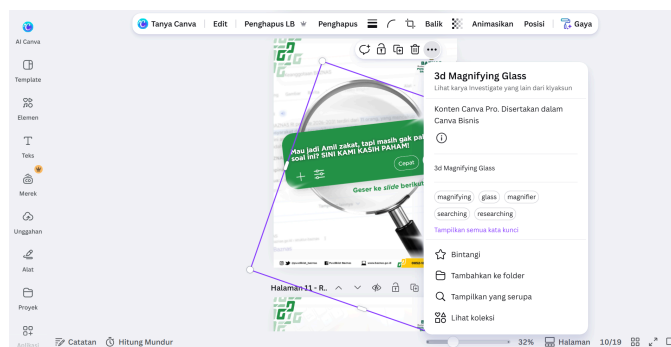 Tanya Canva
Edit
Penghapus LB
Penghapus
Balik
Animasikan
Posisi
Gaya
AI Canva
Template
Elemen
Teks
Merek
Unggahan
Alat
Proyek
Aplikasi
Mau jadi Amil zakat, tapi masih gak pa
soal ini? SINI KAMI KASIH PAHAM!
Cepat
Geser ke slide berikut
Halaman 11 - R..
3d Magnifying Glass
Lihat karya Investigate yang lain dari klyaksun
Konten Canva Pro. Disertakan dalam
Canva Bisnis
3d Magnifying Glass
magnifying
glass
magnifier
searching
researching
Tampilkan semua kata kunci
Bintangi
Tambahkan ke folder
Tampilkan yang serupa
Lihat koleksi
Catatan
Hitung Mundur
32%
Halaman
10/19